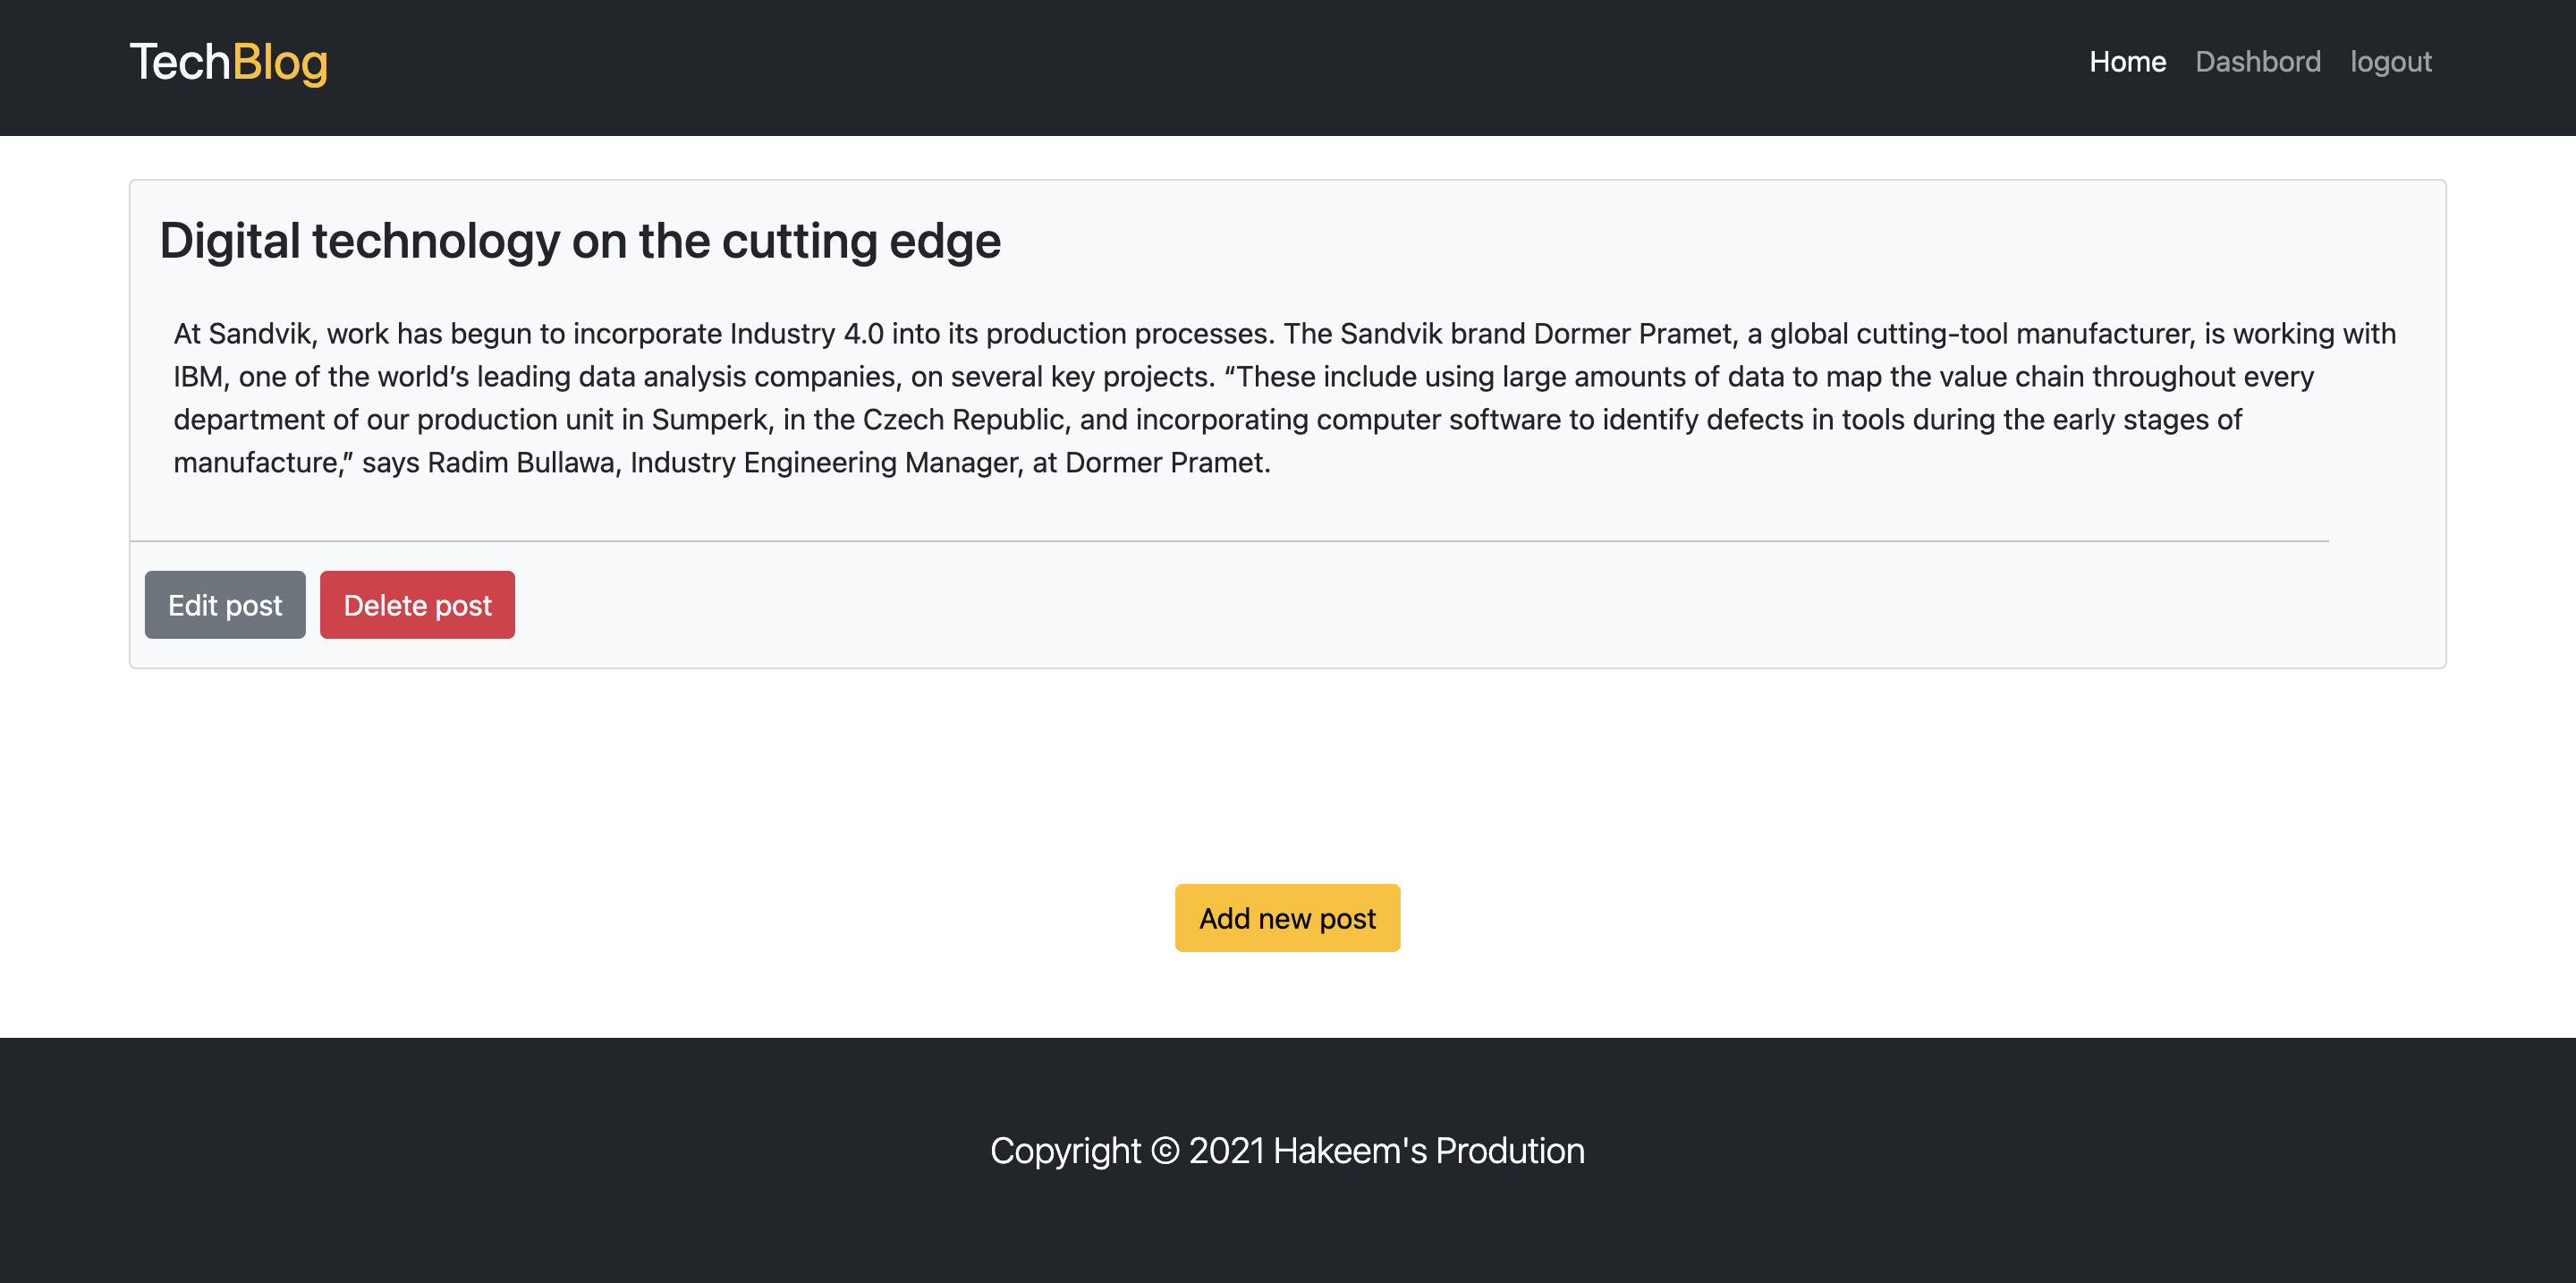 TechBlog
Home Dashbord logout
Digital technology on the cutting edge
At Sandvik, work has begun to incorporate Industry 4.0 into its production processes. The Sandvik brand Dormer Pramet, a global cutting-tool manufacturer, is working with
IBM, one of the world’s leading data analysis companies, on several key projects. “These include using large amounts of data to map the value chain throughout every
department of our production unit in Sumperk, in the Czech Republic, and incorporating computer software to identify defects in tools during the early stages of
manufacture,” says Radim Bullawa, Industry Engineering Manager, at Dormer Pramet.
Edit post Delete post
Add new post
Copyright © 2021 Hakeem's Prodution